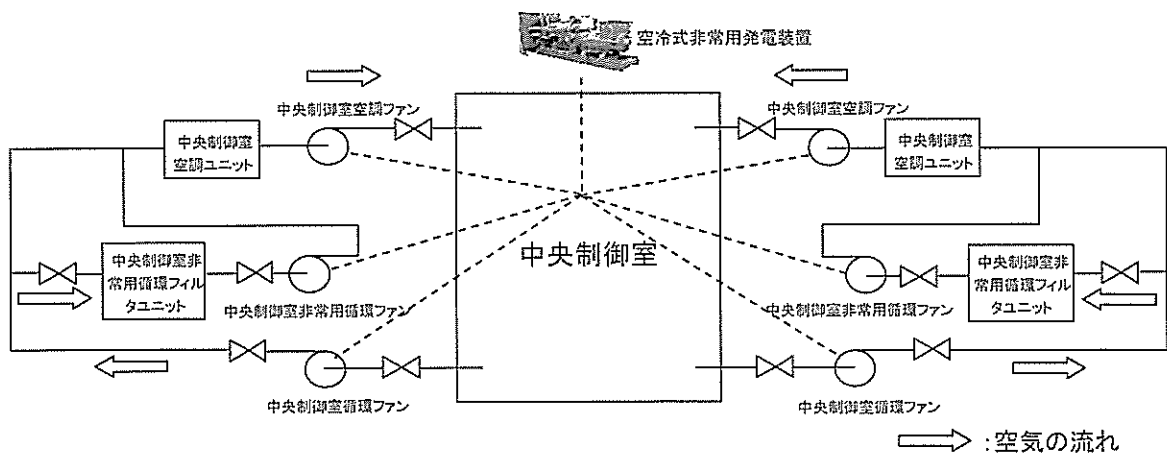 空冷式非常用発電装置
中央制御室空調ファン
中央制御室空調ファン
中央制御室
空調ユニット
中央制御室
空調ユニット
中央制御室
中央制御室非
常用循環フィル
タユニット
中央制御室非常用循環ファン
中央制御室非常用循環ファン
中央制御室非
常用循環フィル
タユニット
中央制御室循環ファン
中央制御室循環ファン
:空気の流れ